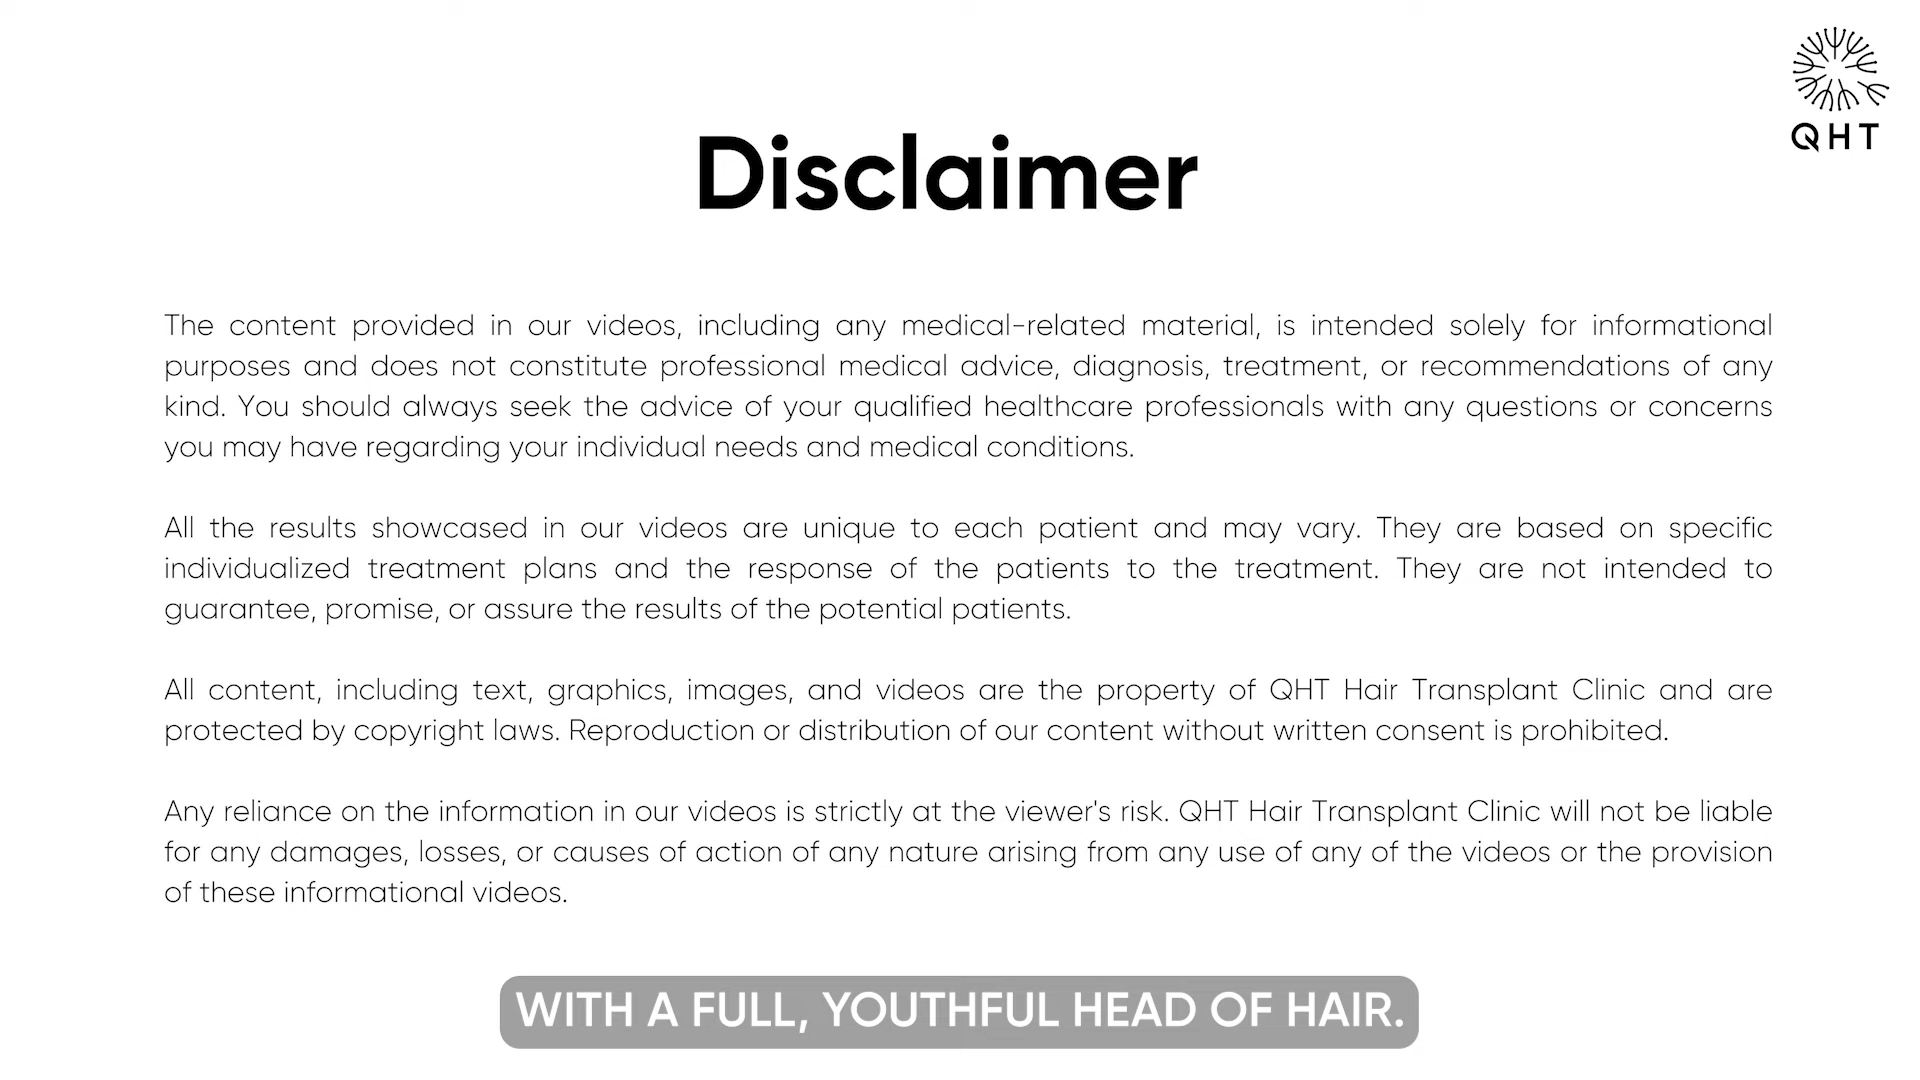 QHT
Disclaimer
The content provided in our videos, including any medical-related material, is intended solely for informational
purposes and does not constitute professional medical advice, diagnosis, treatment, or recommendations of any
kind. You should always seek the advice of your qualified healthcare professionals with any questions or concerns
you may have regarding your individual needs and medical conditions.
All the results showcased in our videos are unique to each patient and may vary. They are based on specific
individualized treatment plans and the response of the patients to the treatment. They are not intended to
guarantee, promise, or assure the results of the potential patients.
All content, including text, graphics, images, and videos are the property of QHT Hair Transplant Clinic and are
protected by copyright laws. Reproduction or distribution of our content without written consent is prohibited.
Any reliance on the information in our videos is strictly at the viewer's risk. QHT Hair Transplant Clinic will not be liable
for any damages, losses, or causes of action of any nature arising from any use of any of the videos or the provision
of these informational videos.
WITH A FULL, YOUTHFUL HEAD OF HAIR.